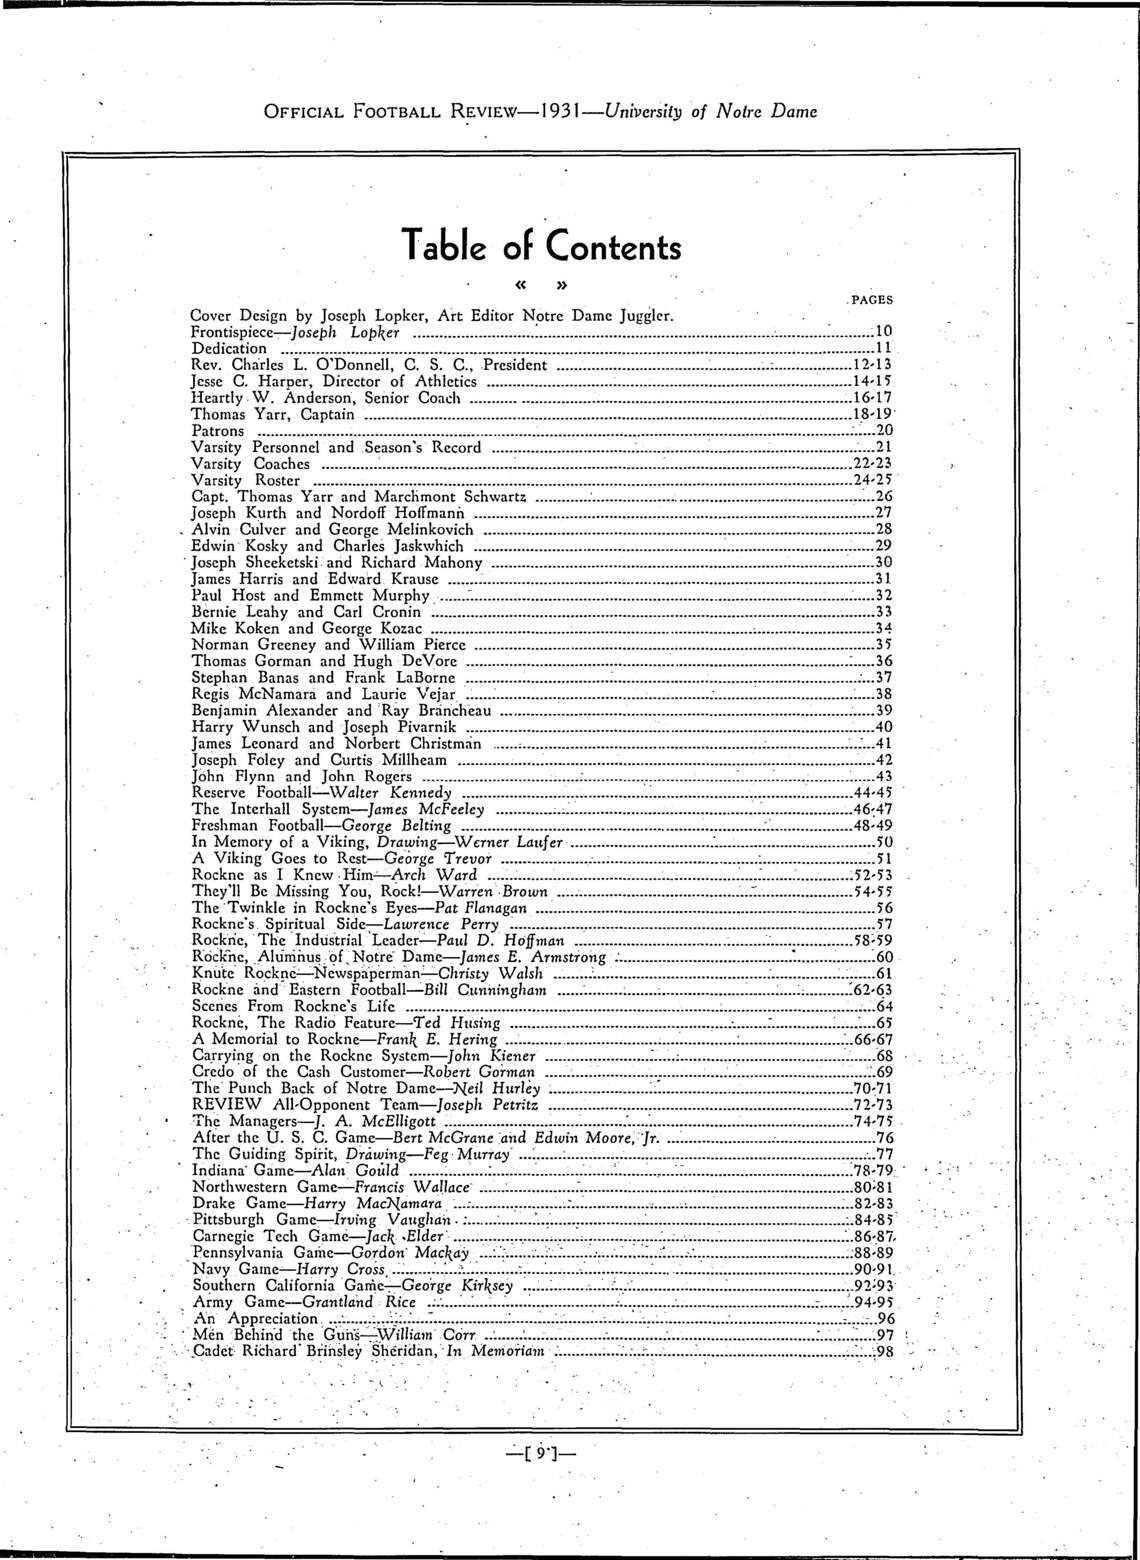 OFFICIAL FOOTBALL REVIEW—1931—University of Notre Dame
Table of Contents
« »
PAGES
Cover Design by Joseph Lopker, Art Editor Notre Dame Juggler.
Frontispiece—Joseph Lopker 10
Dedication 11
Rev. Charles L. O'Donnell, C. S. C., President 12-13
Jesse C. Harper, Director of Athletics 14-15
Heartly W. Anderson, Senior Coach 16-17
Thomas Yarr, Captain 18-19
Patrons 20
Varsity Personnel and Season's Record 21
Varsity Coaches 22-23
Varsity Roster 24-25
Capt. Thomas Yarr and Marchmont Schwartz 26
Joseph Kurth and Nordoff Hoffmann 27
Alvin Culver and George Melinkovich 28
Edwin Kosky and Charles Jaskwhich 29
Joseph Sheeketski and Richard Mahony 30
James Harris and Edward Krause 31
Paul Host and Emmett Murphy 32
Bernie Leahy and Carl Cronin 33
Mike Koken and George Kozac 34
Norman Greeney and William Pierce 35
Thomas Gorman and Hugh DeVore 36
Stephan Banas and Frank LaBorne 37
Regis McNamara and Laurie Vejar 38
Benjamin Alexander and Ray Brancheau 39
Harry Wunsch and Joseph Pivarnik 40
James Leonard and Norbert Christman 41
Joseph Foley and Curtis Millheam 42
John Flynn and John Rogers 43
Reserve Football—Walter Kennedy 44-45
The Interhall System—James McFeeley 46-47
Freshman Football—George Belting 48-49
In Memory of a Viking, Drawing—Werner Laufer 50
A Viking Goes to Rest—George Trevor 51
Rockne as I Knew Him—Arch Ward 52-53
They'll Be Missing You, Rock!—Warren Brown 54-55
The Twinkle in Rockne's Eyes—Pat Flanagan 56
Rockne's Spiritual Side—Lawrence Perry 57
Rockne, The Industrial Leader—Paul D. Hoffman 58-59
Rockne, Alumnus of Notre Dame—James E. Armstrong 60
Knute Rockne—Newspaperman—Christy Walsh 61
Rockne and Eastern Football—Bill Cunningham 62-63
Scenes From Rockne's Life 64
Rockne, The Radio Feature—Ted Husing 65
A Memorial to Rockne—Frank E. Hering 66-67
Carrying on the Rockne System—John Kiener 68
Credo of the Cash Customer—Robert Gorman 69
The Punch Back of Notre Dame—Neil Hurley 70-71
REVIEW All-Opponent Team—Joseph Petritz 72-73
The Managers—J. A. McElligott 74-75
After the U. S. C. Game—Bert McGrane and Edwin Moore, Jr. 76
The Guiding Spirit, Drawing—Feg Murray 77
Indiana Game—Alan Gould 78-79
Northwestern Game—Francis Wallace 80-81
Drake Game—Harry MacNamara 82-83
Pittsburgh Game—Irving Vaughan 84-85
Carnegie Tech Game—Jack Elder 86-87
Pennsylvania Game—Gordon Mackay 88-89
Navy Game—Harry Cross 90-91
Southern California Game—George Kirksey 92-93
Army Game—Grantland Rice 94-95
An Appreciation 96
Men Behind the Guns—William Corr 97
Cadet Richard Brinsley Sheridan, In Memoriam 98
—[ 9 ]—